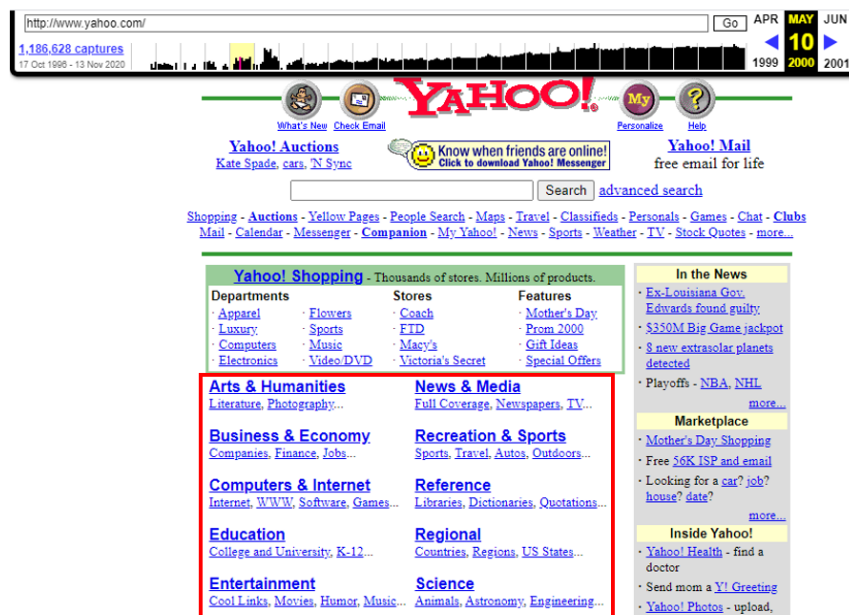 http://www.yahoo.com/
Go
APR MAY JUN
1,186,628 captures
10
17 Oct 1996 - 13 Nov 2020
1999 2000 2001
YAHOO!
My
?
What's New Check Email
Personalize Help
Yahoo! Auctions
Kate Spade, cars, 'N Sync
Know when friends are online!
Click to download Yahoo! Messenger
Yahoo! Mail
free email for life
Search advanced search
Shopping - Auctions - Yellow Pages - People Search - Maps - Travel - Classifieds - Personals - Games - Chat - Clubs
Mail - Calendar - Messenger - Companion - My Yahoo! - News - Sports - Weather - TV - Stock Quotes - more...
Yahoo! Shopping - Thousands of stores. Millions of products.
Departments Stores Features
· Apparel · Flowers · Coach · Mother's Day
· Luxury · Sports · FTD · Prom 2000
· Computers · Music · Macy's · Gift Ideas
· Electronics · Video/DVD · Victoria's Secret · Special Offers
Arts & Humanities
Literature, Photography...
News & Media
Full Coverage, Newspapers, TV...
Business & Economy
Companies, Finance, Jobs...
Recreation & Sports
Sports, Travel, Autos, Outdoors...
Computers & Internet
Internet, WWW, Software, Games...
Reference
Libraries, Dictionaries, Quotations...
Education
College and University, K-12...
Regional
Countries, Regions, US States...
Entertainment
Cool Links, Movies, Humor, Music...
Science
Animals, Astronomy, Engineering...
In the News
· Ex-Louisiana Gov.
Edwards found guilty
· $350M Big Game jackpot
· 8 new extrasolar planets
detected
· Playoffs - NBA, NHL
more...
Marketplace
· Mother's Day Shopping
· Free 56K ISP and email
· Looking for a car? job?
house? date?
more...
Inside Yahoo!
· Yahoo! Health - find a
doctor
· Send mom a Y! Greeting
· Yahoo! Photos - upload,